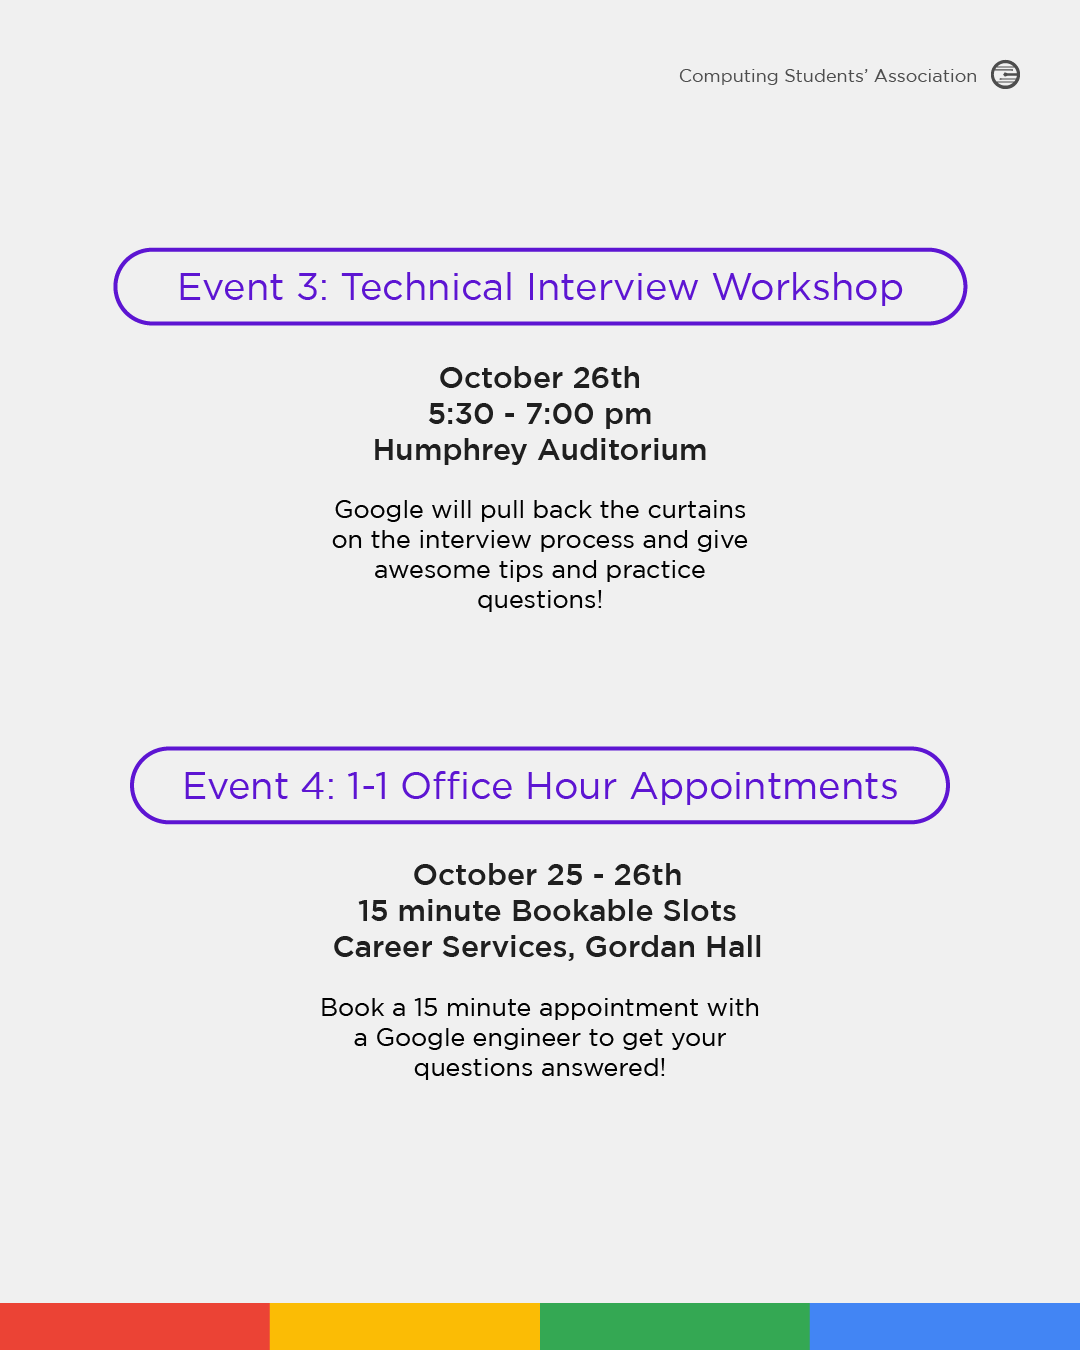 Computing Students’ Association
Event 3: Technical Interview Workshop
October 26th
5:30 - 7:00 pm
Humphrey Auditorium
Google will pull back the curtains
on the interview process and give
awesome tips and practice
questions!
Event 4: 1-1 Office Hour Appointments
October 25 - 26th
15 minute Bookable Slots
Career Services, Gordan Hall
Book a 15 minute appointment with
a Google engineer to get your
questions answered!